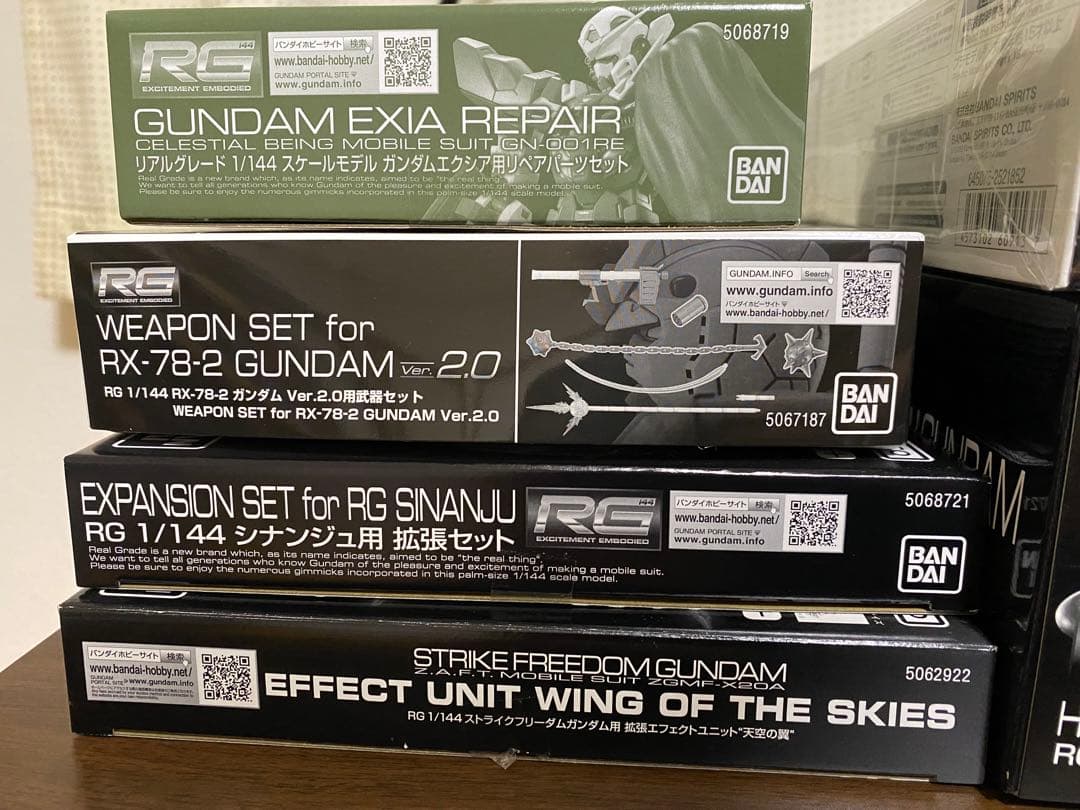 RG
144
EXCITEMENT EMBODIED
バンダイホビーサイト 検索
www.bandai-hobby.net/
GUNDAM PORTAL SITE
www.gundam.info
5068719
GUNDAM EXIA REPAIR
CELESTIAL BEING MOBILE SUIT GN-001RE
リアルグレード 1/144 スケールモデル ガンダムエクシア用リペアパーツセット
Real Grade is a new brand which, as its name indicates, aimed to be "the real thing".
We want to tell all generations who know Gundam of the pleasure and excitement of making a mobile suit.
Please be sure to enjoy the numerous gimmicks incorporated in this palm-size 1/144 scale model.
BAN
DAI
RG
EXCITEMENT EMBODIED
WEAPON SET for
RX-78-2 GUNDAM Ver. 2.0
RG 1/144 RX-78-2 ガンダム Ver.2.0用武器セット
WEAPON SET for RX-78-2 GUNDAM Ver.2.0
GUNDAM.INFO Search
www.gundam.info
バンダイホビーサイト
www.bandai-hobby.net/
5067187
BAN
DAI
EXPANSION SET for RG SINANJU
RG 1/144 シナンジュ用 拡張セット
Real Grade is a new brand which, as its name indicates, aimed to be "the real thing".
We want to tell all generations who know Gundam of the pleasure and excitement of making a mobile suit.
Please be sure to enjoy the numerous gimmicks incorporated in this palm-size 1/144 scale model.
RG
144
EXCITEMENT EMBODIED
バンダイホビーサイト 検索
www.bandai-hobby.net/
GUNDAM PORTAL SITE
www.gundam.info
5068721
BAN
DAI
バンダイホビーサイト 検索
www.bandai-hobby.net/
GUNDAM
PORTAL SITE www.gundam.info
STRIKE FREEDOM GUNDAM
Z.A.F.T. MOBILE SUIT ZGMF-X20A
5062922
EFFECT UNIT WING OF THE SKIES
RG 1/144 ストライクフリーダムガンダム用 拡張エフェクトユニット"天空の翼"
株式会社BANDAI SPIRITS
BANDAI SPIRITS CO., LTD.